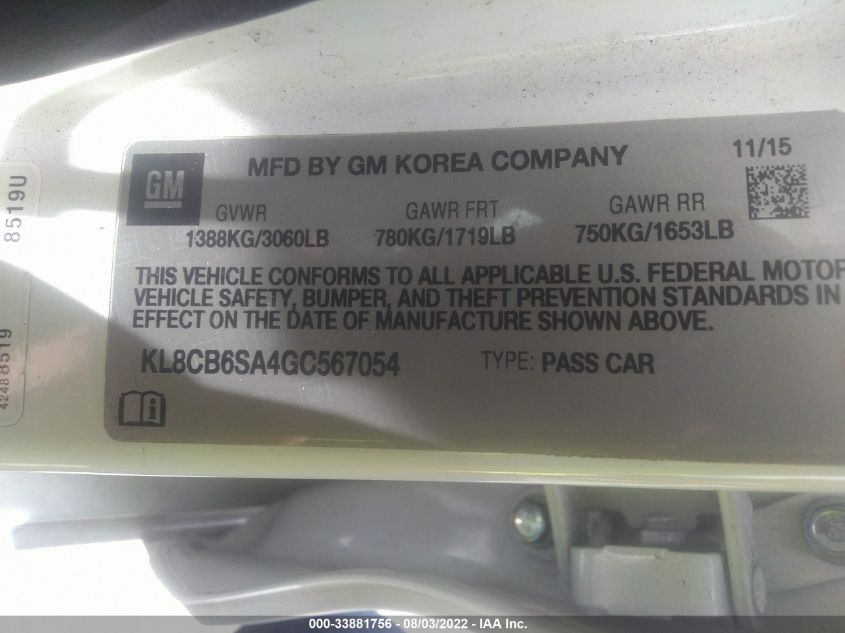 MFD BY GM KOREA COMPANY
11/15
GM
GVWR
GAWR FRT
GAWR RR
1388KG/3060LB
780KG/1719LB
750KG/1653LB
THIS VEHICLE CONFORMS TO ALL APPLICABLE U.S. FEDERAL MOTOR
VEHICLE SAFETY, BUMPER, AND THEFT PREVENTION STANDARDS IN
EFFECT ON THE DATE OF MANUFACTURE SHOWN ABOVE.
KL8CB6SA4GC567054
TYPE: PASS CAR
8519U
42488519
000-33881756 - 08/03/2022 - IAA Inc.